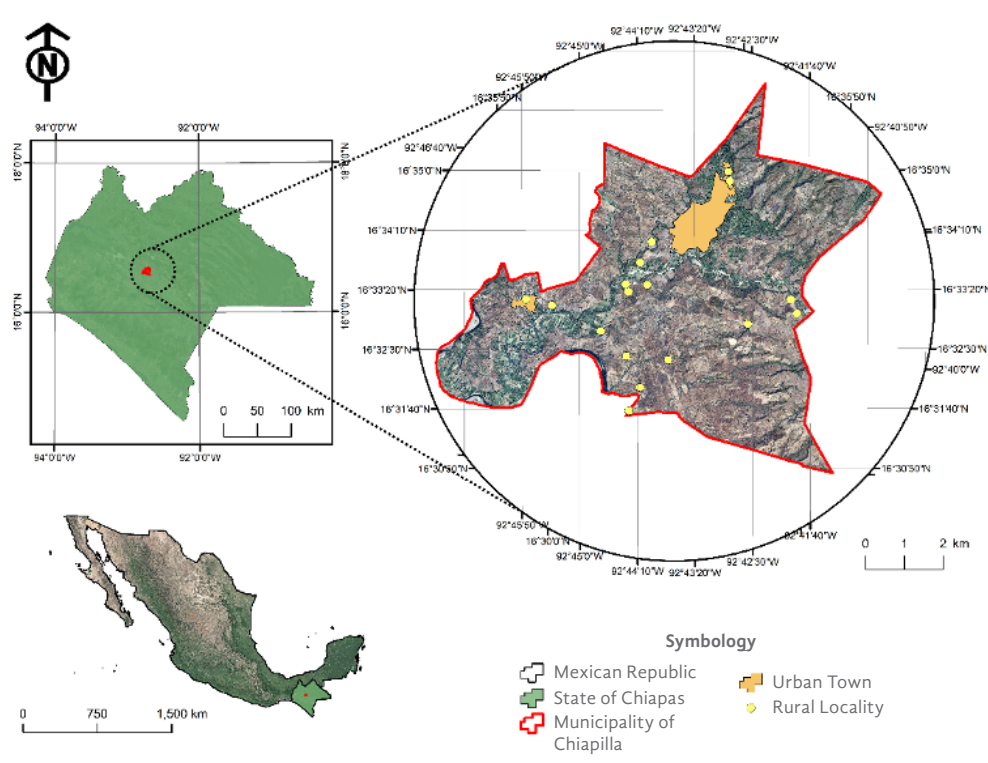 N
94°0'0"W 92°0'0"W
18°0'0"N 18°0'0"N
16°0'0"N 16°0'0"N
0 50 100 km
94°0'0"W 92°0'0"W
92°44'10"W 92°43'20"W
92°45'0"W 92°42'30"W
92°45'50"W 92°41'40"W
16°35'50"N 16°35'50"N
92°46'40"W 92°40'50"W
16°35'0"N 16°35'0"N
16°34'10"N 16°34'10"N
16°33'20"N 16°33'20"N
16°32'30"N 16°32'30"N
92°40'0"W
16°31'40"N 16°31'40"N
16°30'50"N 16°30'50"N
92°45'50"W 92°41'40"W
16°30'0"N
92°45'0"W 92°42'30"W
92°44'10"W 92°43'20"W
0 1 2 km
0 750 1,500 km
Symbology
Mexican Republic
State of Chiapas
Municipality of
Chiapilla
Urban Town
Rural Locality